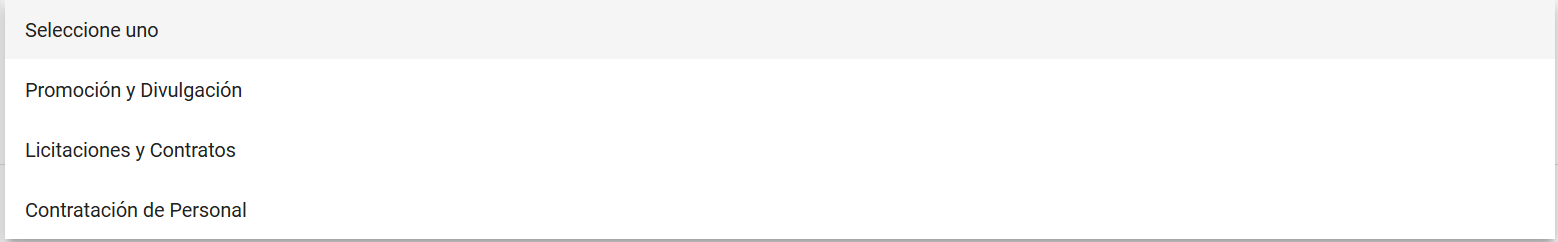 Seleccione uno
Promoción y Divulgación
Licitaciones y Contratos
Contratación de Personal